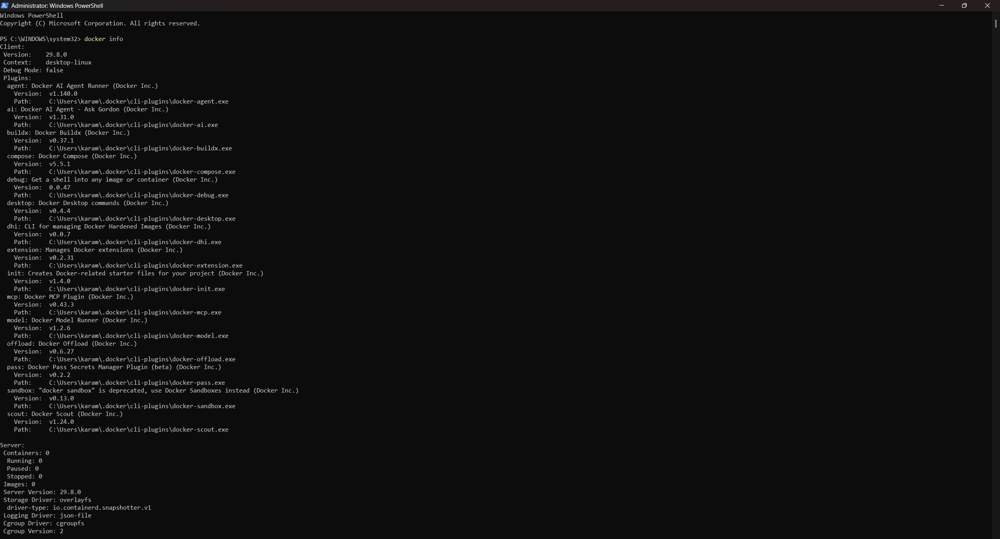 Administrator: Windows PowerShell
Windows PowerShell
Copyright (C) Microsoft Corporation. All rights reserved.
PS C:\WINDOWS\system32> docker info
Client:
 Version:    29.8.0
 Context:    desktop-linux
 Debug Mode: false
 Plugins:
  agent: Docker AI Agent Runner (Docker Inc.)
    Version:  v1.140.0
    Path:     C:\Users\karam\.docker\cli-plugins\docker-agent.exe
  ai: Docker AI Agent - Ask Gordon (Docker Inc.)
    Version:  v1.31.0
    Path:     C:\Users\karam\.docker\cli-plugins\docker-ai.exe
  buildx: Docker Buildx (Docker Inc.)
    Version:  v0.37.1
    Path:     C:\Users\karam\.docker\cli-plugins\docker-buildx.exe
  compose: Docker Compose (Docker Inc.)
    Version:  v5.5.1
    Path:     C:\Users\karam\.docker\cli-plugins\docker-compose.exe
  debug: Get a shell into any image or container (Docker Inc.)
    Version:  0.0.47
    Path:     C:\Users\karam\.docker\cli-plugins\docker-debug.exe
  desktop: Docker Desktop commands (Docker Inc.)
    Version:  v0.4.4
    Path:     C:\Users\karam\.docker\cli-plugins\docker-desktop.exe
  dhi: CLI for managing Docker Hardened Images (Docker Inc.)
    Version:  v0.0.7
    Path:     C:\Users\karam\.docker\cli-plugins\docker-dhi.exe
  extension: Manages Docker extensions (Docker Inc.)
    Version:  v0.2.31
    Path:     C:\Users\karam\.docker\cli-plugins\docker-extension.exe
  init: Creates Docker-related starter files for your project (Docker Inc.)
    Version:  v1.4.0
    Path:     C:\Users\karam\.docker\cli-plugins\docker-init.exe
  mcp: Docker MCP Plugin (Docker Inc.)
    Version:  v0.43.3
    Path:     C:\Users\karam\.docker\cli-plugins\docker-mcp.exe
  model: Docker Model Runner (Docker Inc.)
    Version:  v1.2.6
    Path:     C:\Users\karam\.docker\cli-plugins\docker-model.exe
  offload: Docker Offload (Docker Inc.)
    Version:  v0.6.27
    Path:     C:\Users\karam\.docker\cli-plugins\docker-offload.exe
  pass: Docker Pass Secrets Manager Plugin (beta) (Docker Inc.)
    Version:  v0.2.2
    Path:     C:\Users\karam\.docker\cli-plugins\docker-pass.exe
  sandbox: "docker sandbox" is deprecated, use Docker Sandboxes instead (Docker Inc.)
    Version:  v0.13.0
    Path:     C:\Users\karam\.docker\cli-plugins\docker-sandbox.exe
  scout: Docker Scout (Docker Inc.)
    Version:  v1.24.0
    Path:     C:\Users\karam\.docker\cli-plugins\docker-scout.exe
Server:
 Containers: 0
  Running: 0
  Paused: 0
  Stopped: 0
 Images: 0
 Server Version: 29.8.0
 Storage Driver: overlayfs
  driver-type: io.containerd.snapshotter.v1
 Logging Driver: json-file
 Cgroup Driver: cgroupfs
 Cgroup Version: 2